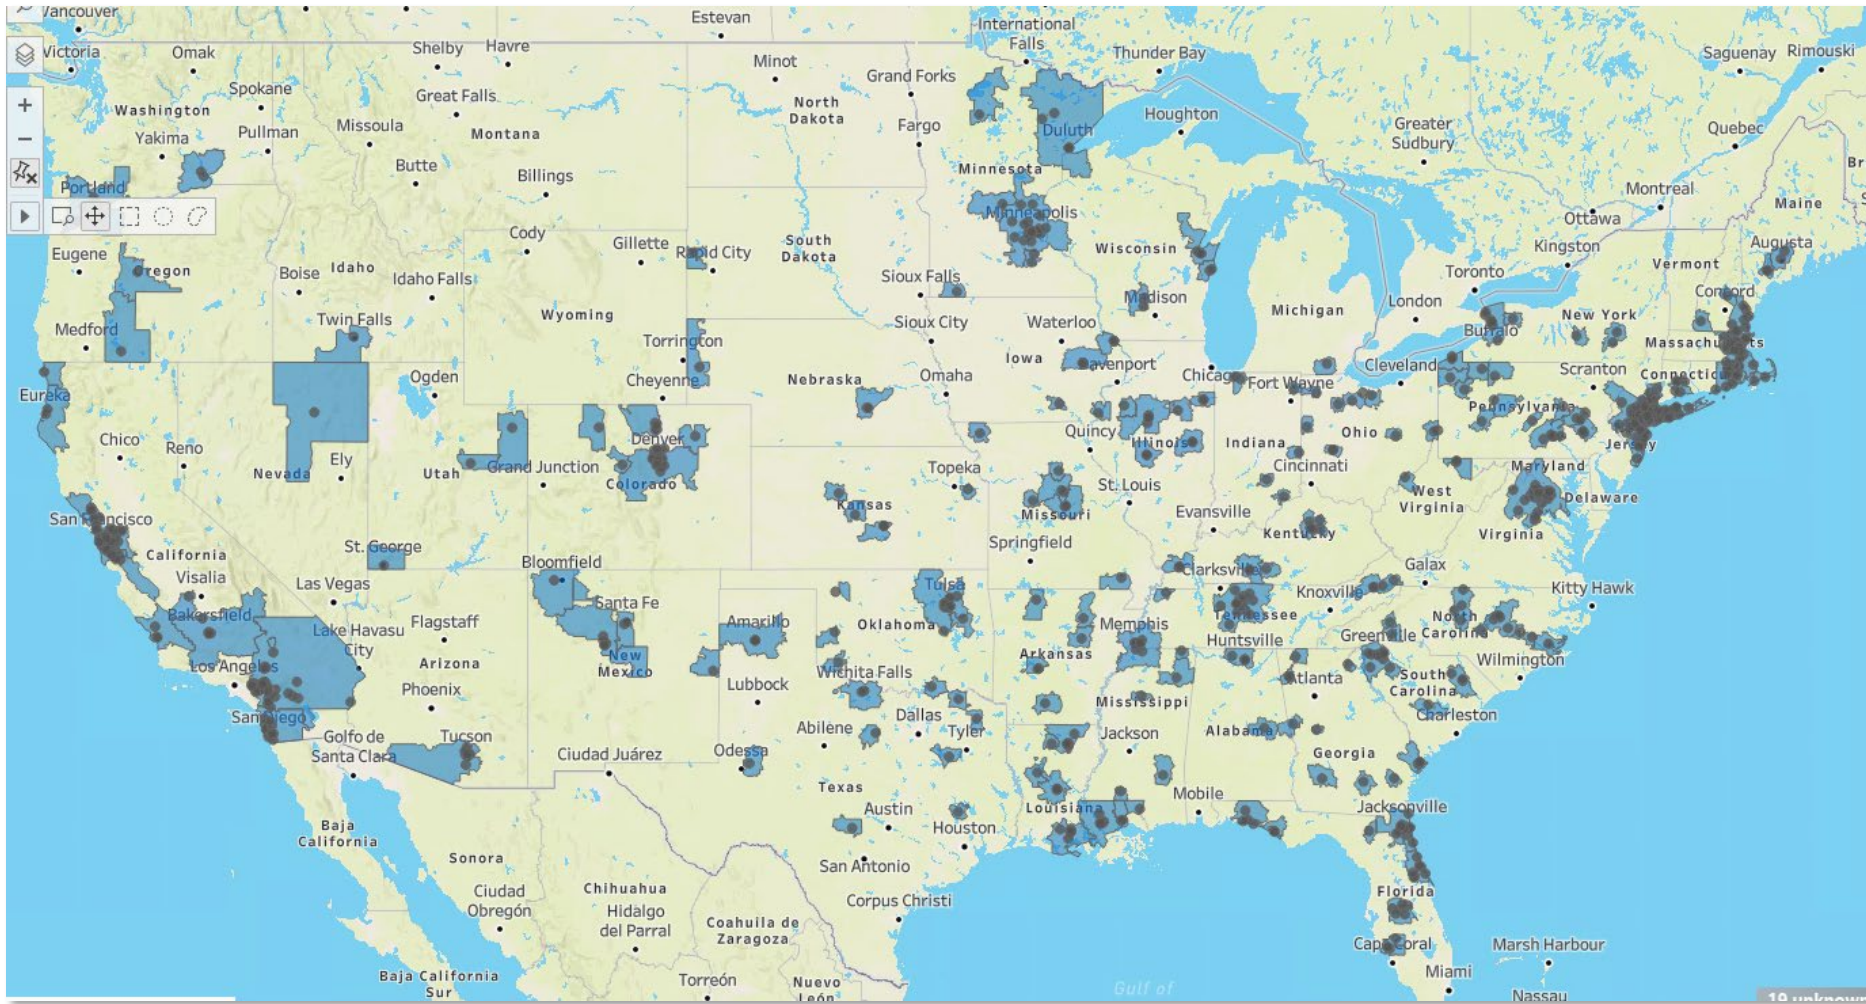 Vancouver
Estevan
International
Falls
Victoria
Omak
Shelby
Havre
Thunder Bay
Saguenay
Rimouski
Minot
Spokane
Grand Forks
Great Falls
Washington
North
Dakota
Houghton
Yakima
Pullman
Missoula
Montana
Fargo
Duluth
Greater
Sudbury
Quebec
Butte
Billings
Minnesota
Portland
Montreal
Maine
Minneapolis
Ottawa
Cody
Gillette
Rapid City
South
Dakota
Wisconsin
Kingston
Augusta
Eugene
Oregon
Boise
Idaho
Idaho Falls
Sioux Falls
Toronto
Vermont
Madison
London
Concord
Medford
Twin Falls
Wyoming
Sioux City
Waterloo
Michigan
Buffalo
New York
Torrington
Iowa
Davenport
Cleveland
Massachusetts
Eureka
Ogden
Cheyenne
Nebraska
Omaha
Chicago
Fort Wayne
Scranton
Connecticut
Pennsylvania
Chico
Reno
Denver
Quincy
Illinois
Indiana
Ohio
Jersey
Nevada
Ely
Utah
Grand Junction
Colorado
Topeka
Cincinnati
Maryland
St. Louis
West
Virginia
Delaware
San Francisco
Kansas
Missouri
Evansville
Kentucky
Virginia
California
St. George
Springfield
Visalia
Las Vegas
Bloomfield
Clarksville
Galax
Kitty Hawk
Bakersfield
Flagstaff
Santa Fe
Tulsa
Knoxville
Lake Havasu
City
Amarillo
Oklahoma
Memphis
Tennessee
Huntsville
Greenville
North
Carolina
Los Angeles
Arizona
New
Mexico
Wichita Falls
Arkansas
Wilmington
Phoenix
Lubbock
Mississippi
Atlanta
South
Carolina
San Diego
Golfo de
Santa Clara
Tucson
Ciudad Juárez
Odessa
Abilene
Dallas
Tyler
Jackson
Alabama
Charleston
Georgia
Texas
Austin
Houston
Louisiana
Mobile
Jacksonville
Baja
California
Sonora
San Antonio
Chihuahua
Ciudad
Obregón
Hidalgo
del Parral
Corpus Christi
Florida
Coahuila de
Zaragoza
Cape Coral
Marsh Harbour
Baja California
Sur
Torreón
Nuevo
León
Miami
Gulf of
Nassau
19 unknown